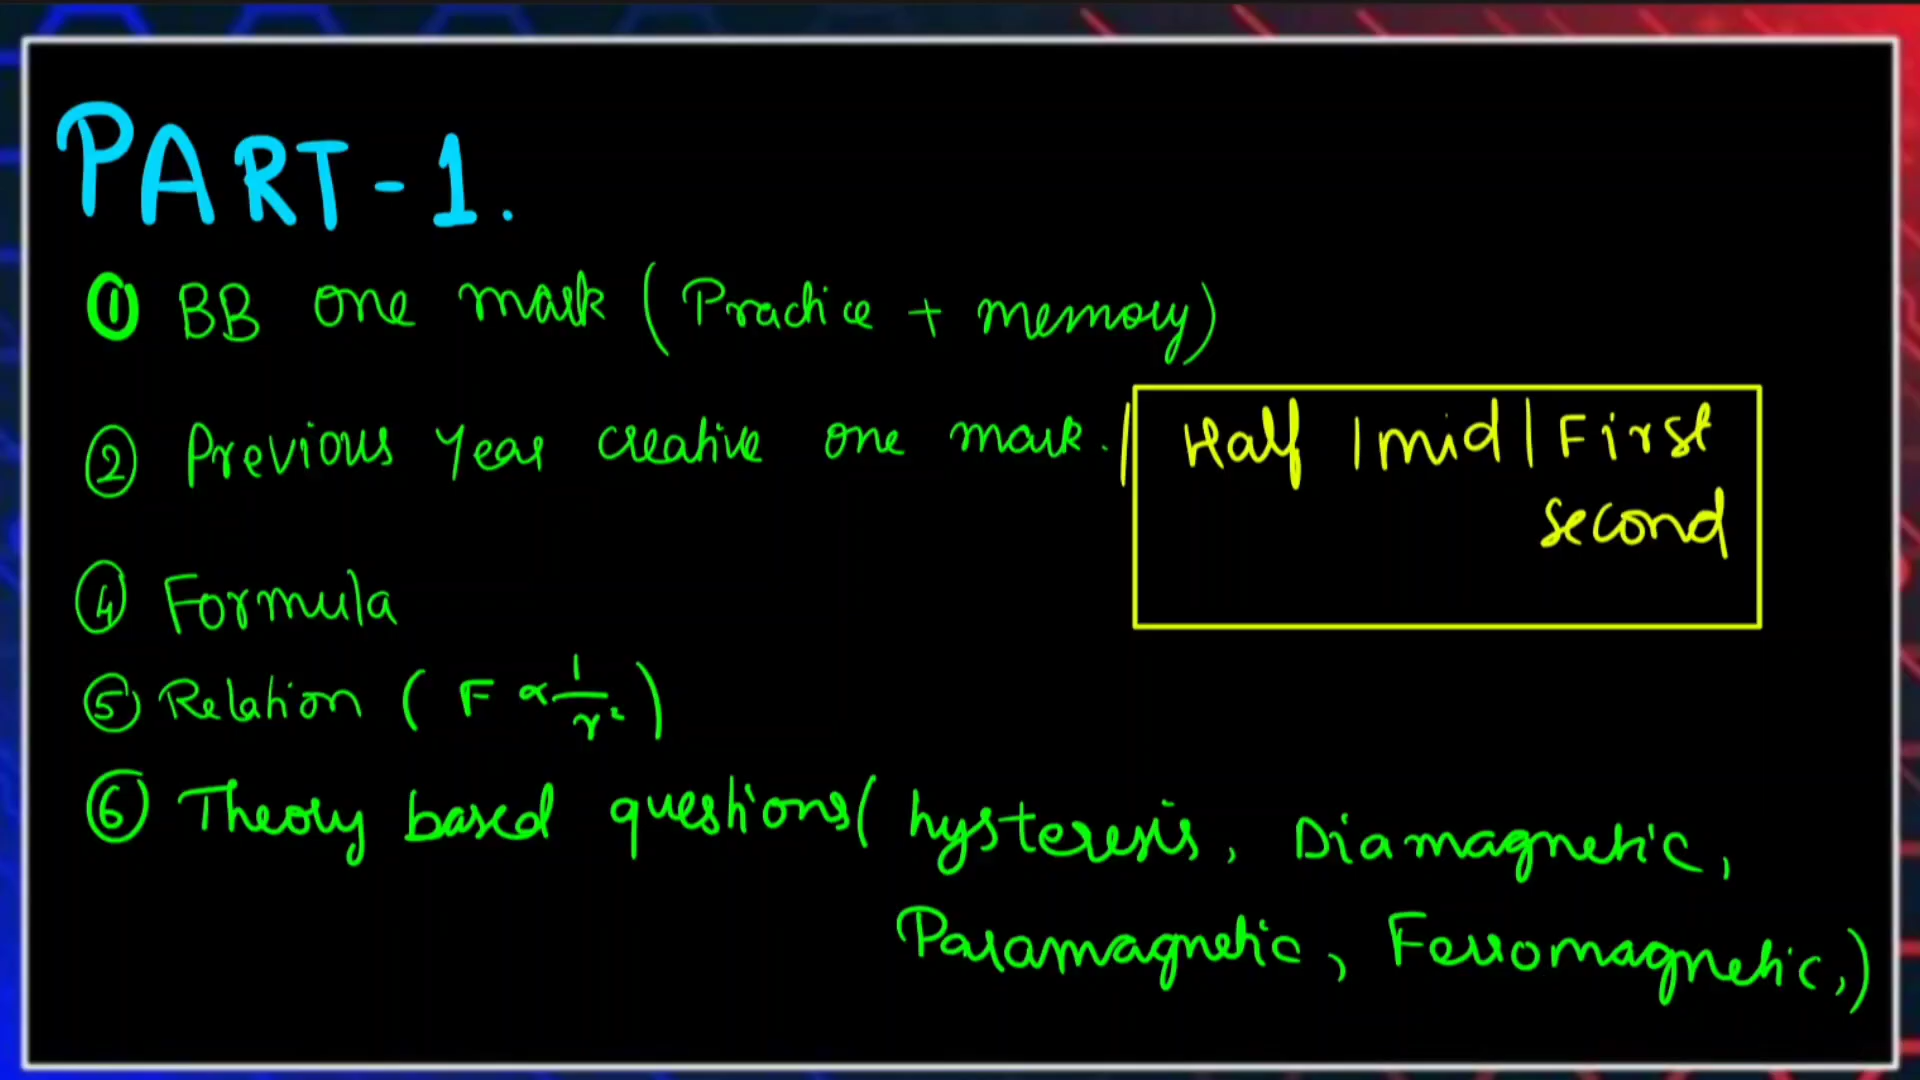 PART-1.
① BB one mark (Practice + memory)
② Previous Year creative one mark. | Half | mid | First
second
④ Formula
⑤ Relation ( F ∝ 1/r² )
⑥ Theory based questions( hysteresis, Diamagnetic,
Paramagnetic, Ferromagnetic,)